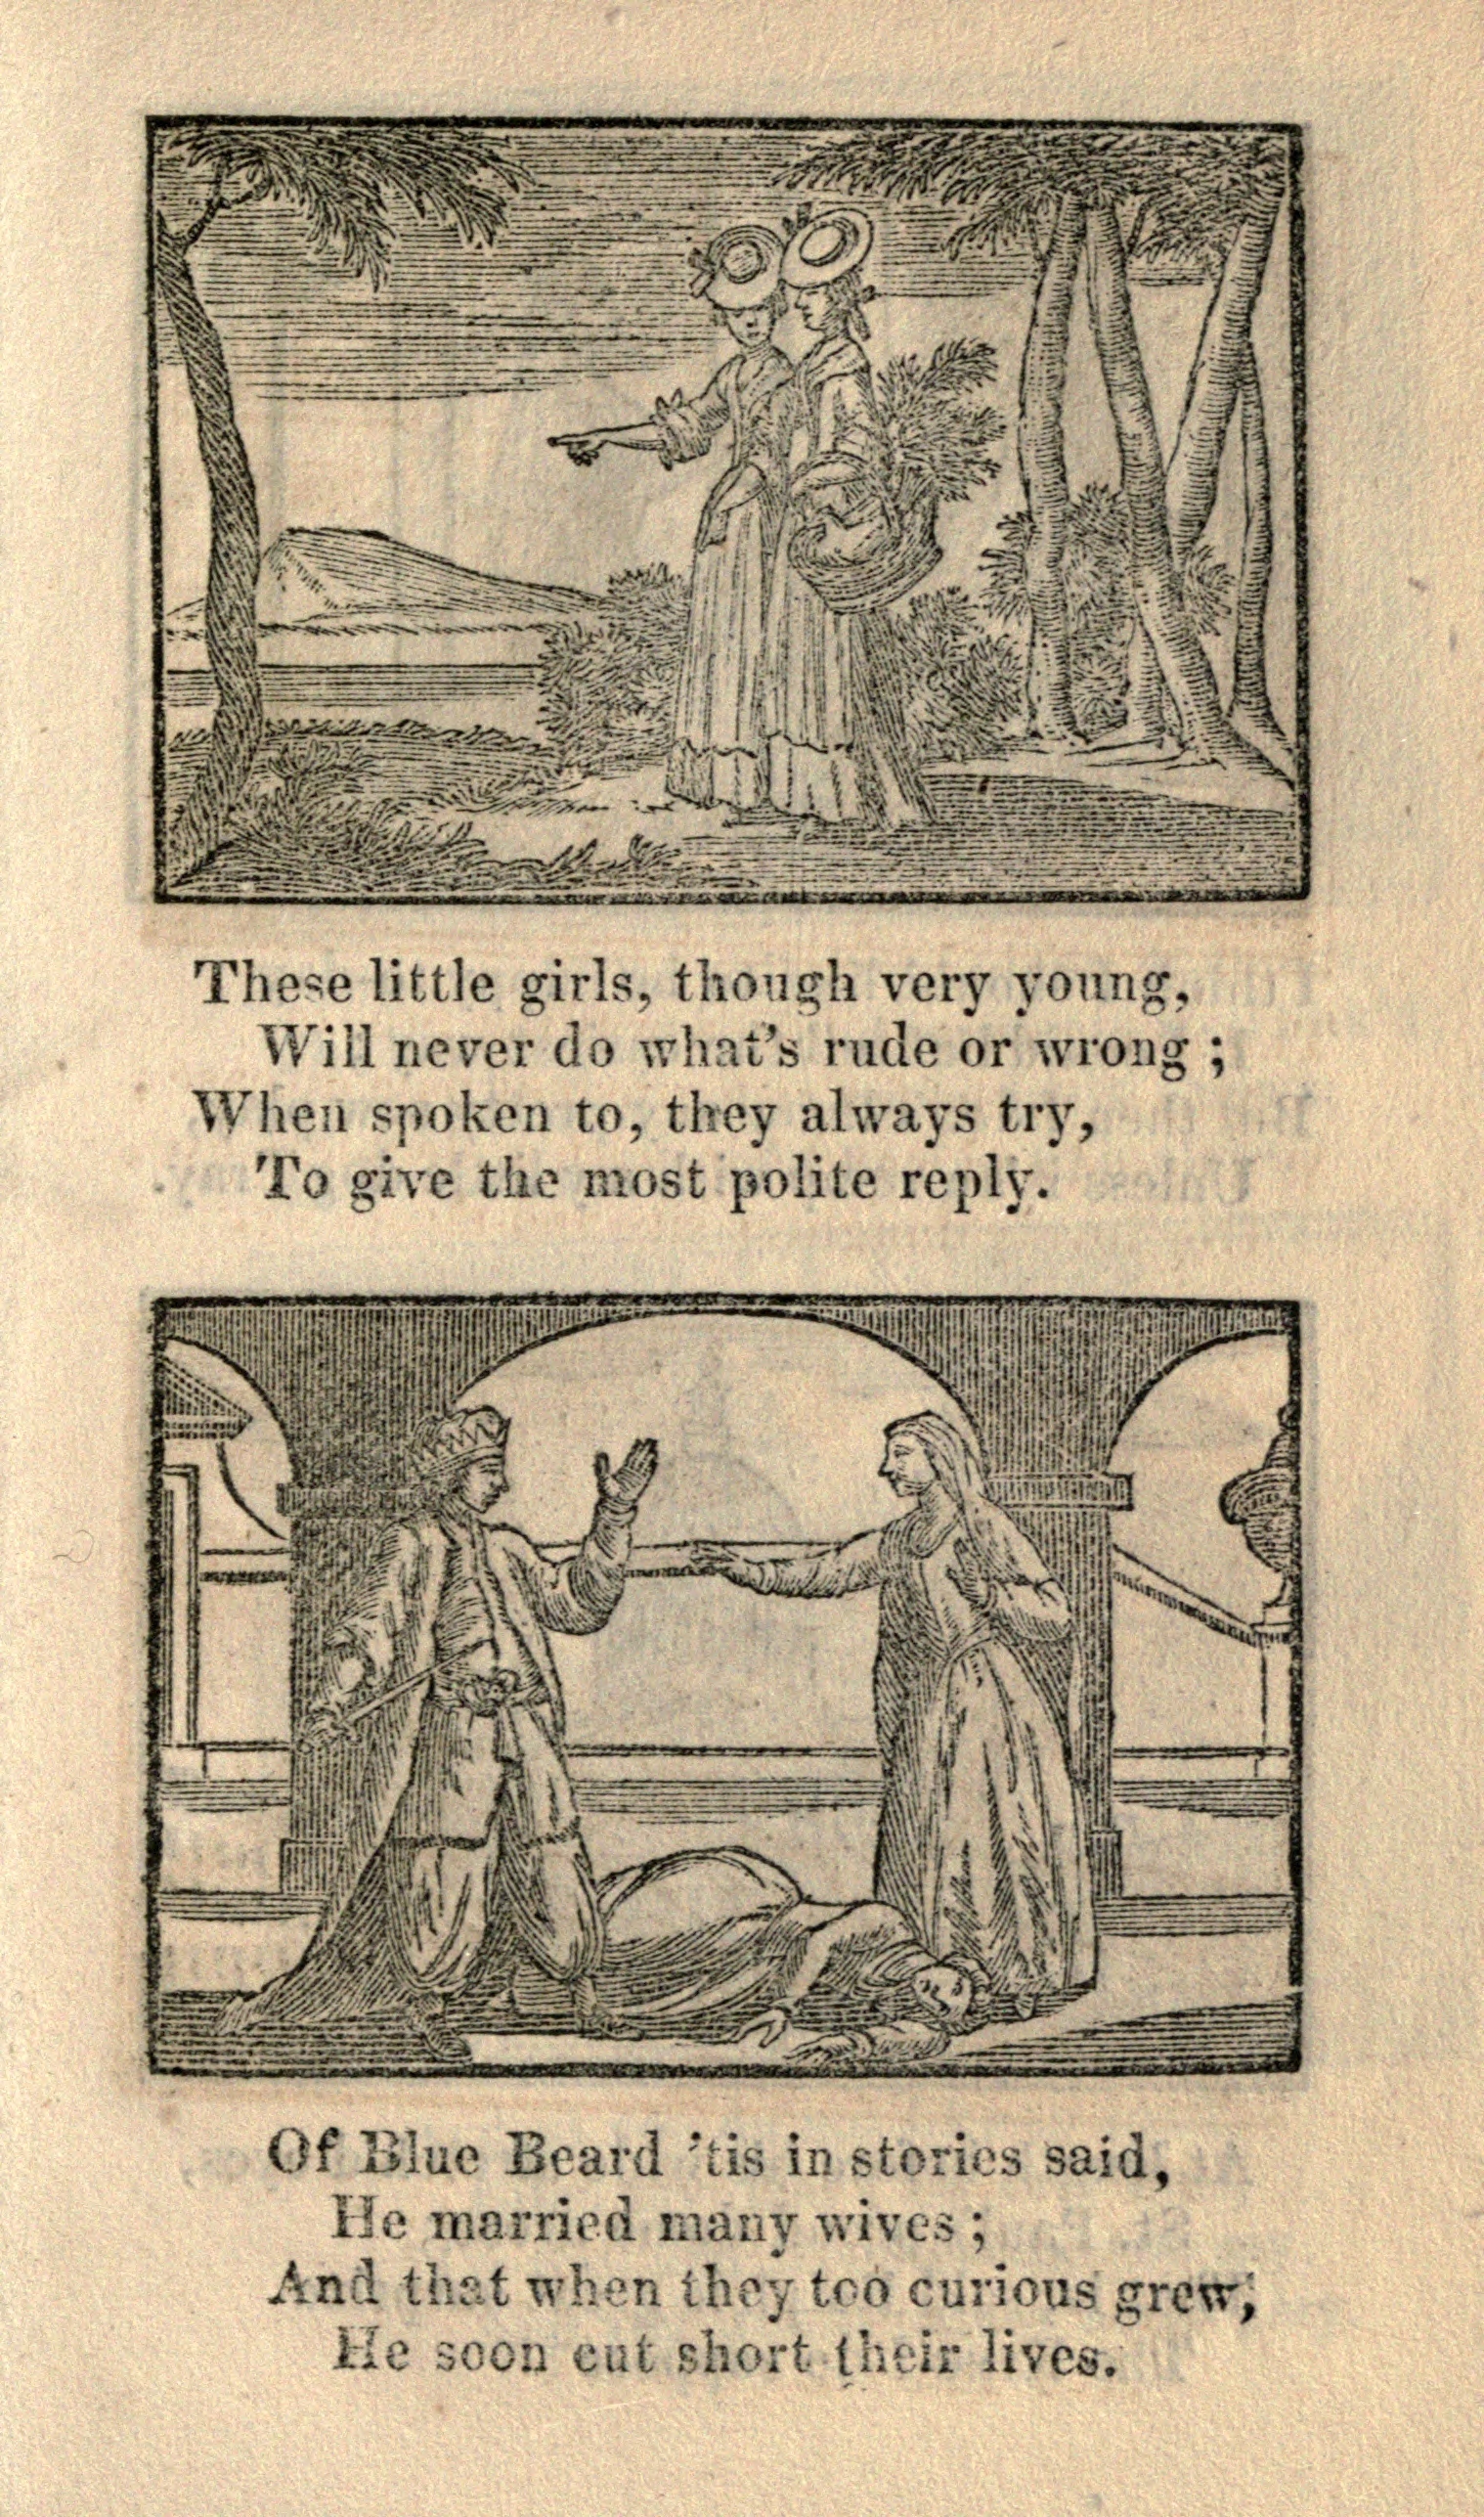 These little girls, though very young,
Will never do what's rude or wrong ;
When spoken to, they always try,
To give the most polite reply.
Of Blue Beard 'tis in stories said,
He married many wives ;
And that when they too curious grew,
He soon cut short their lives.